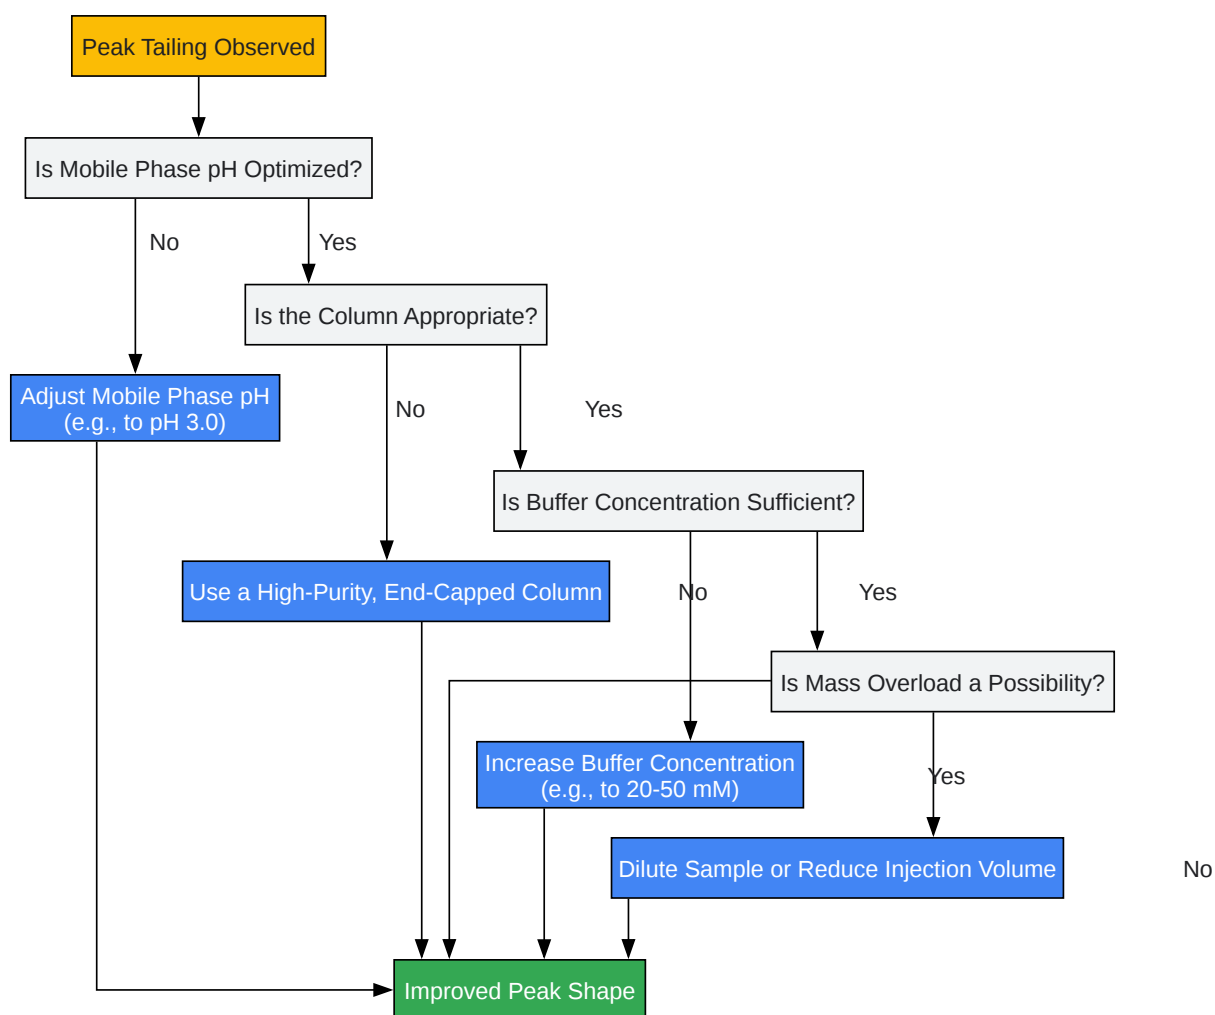 Peak Tailing Observed
Is Mobile Phase pH Optimized?
No
Yes
Is the Column Appropriate?
Adjust Mobile Phase pH
(e.g., to pH 3.0)
No
Yes
Is Buffer Concentration Sufficient?
Use a High-Purity, End-Capped Column
No
Yes
Is Mass Overload a Possibility?
Increase Buffer Concentration
(e.g., to 20-50 mM)
Yes
Dilute Sample or Reduce Injection Volume
No
Improved Peak Shape